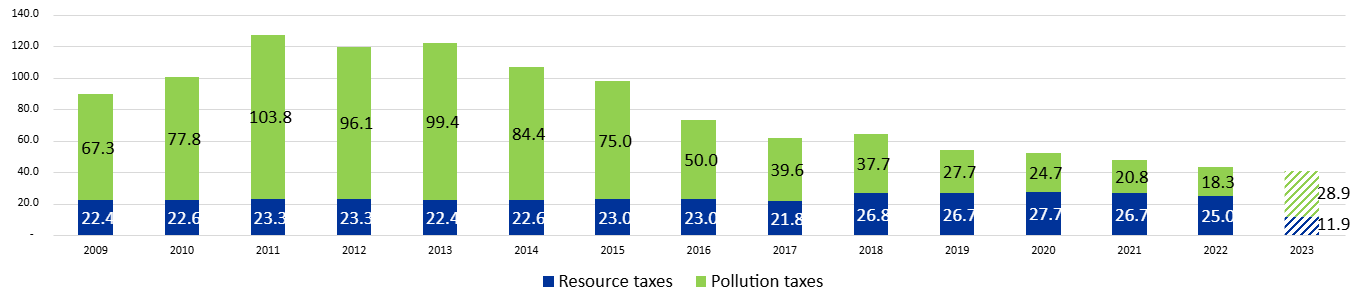 140.0
120.0
100.0
80.0
60.0
40.0
20.0
-
67.3 77.8 103.8 96.1 99.4 84.4 75.0 50.0 39.6 37.7 27.7 24.7 20.8 18.3 28.9
22.4 22.6 23.3 23.3 22.4 22.6 23.0 23.0 21.8 26.8 26.7 27.7 26.7 25.0 11.9
2009 2010 2011 2012 2013 2014 2015 2016 2017 2018 2019 2020 2021 2022 2023
Resource taxes Pollution taxes